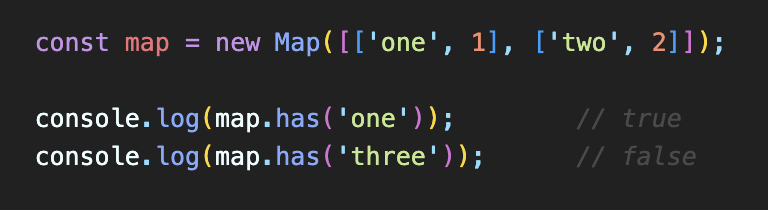 const map = new Map([['one', 1], ['two', 2]]);
console.log(map.has('one'));        // true
console.log(map.has('three'));      // false